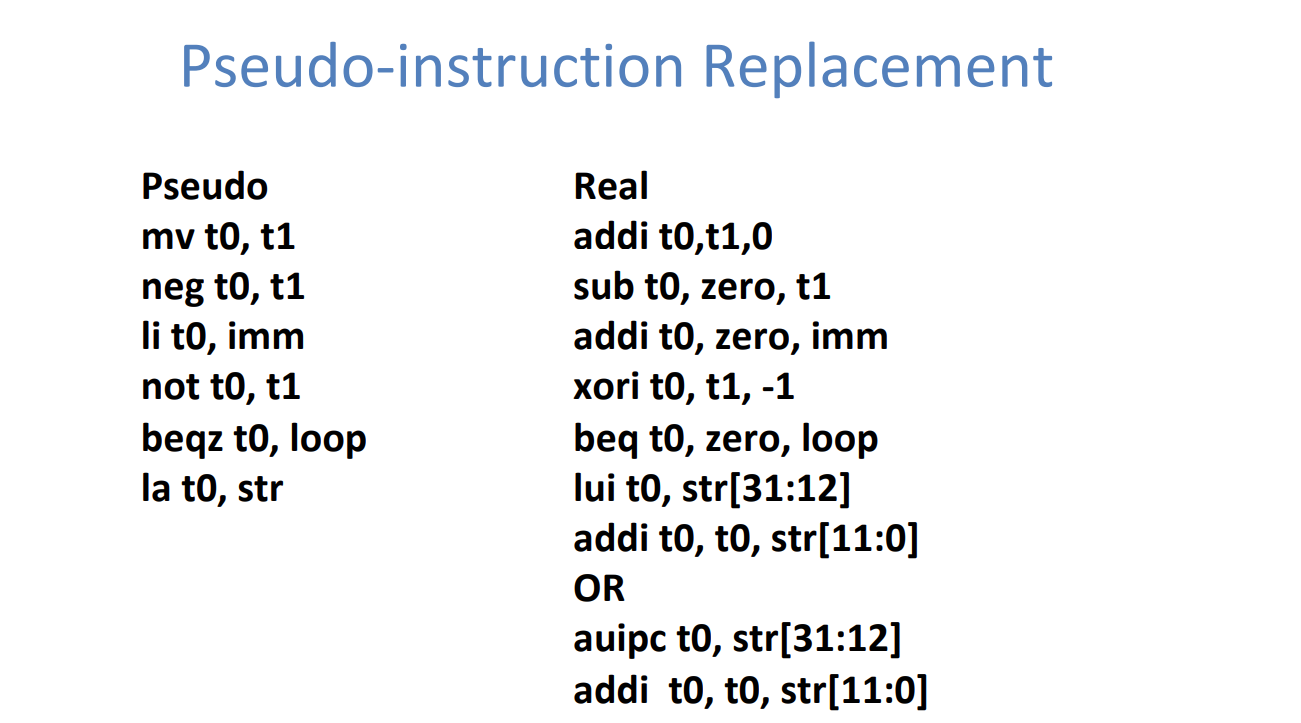 Pseudo-instruction Replacement
Pseudo Real
mv t0, t1 addi t0,t1,0
neg t0, t1 sub t0, zero, t1
li t0, imm addi t0, zero, imm
not t0, t1 xori t0, t1, -1
beqz t0, loop beq t0, zero, loop
la t0, str lui t0, str[31:12]
addi t0, t0, str[11:0]
OR
auipc t0, str[31:12]
addi t0, t0, str[11:0]